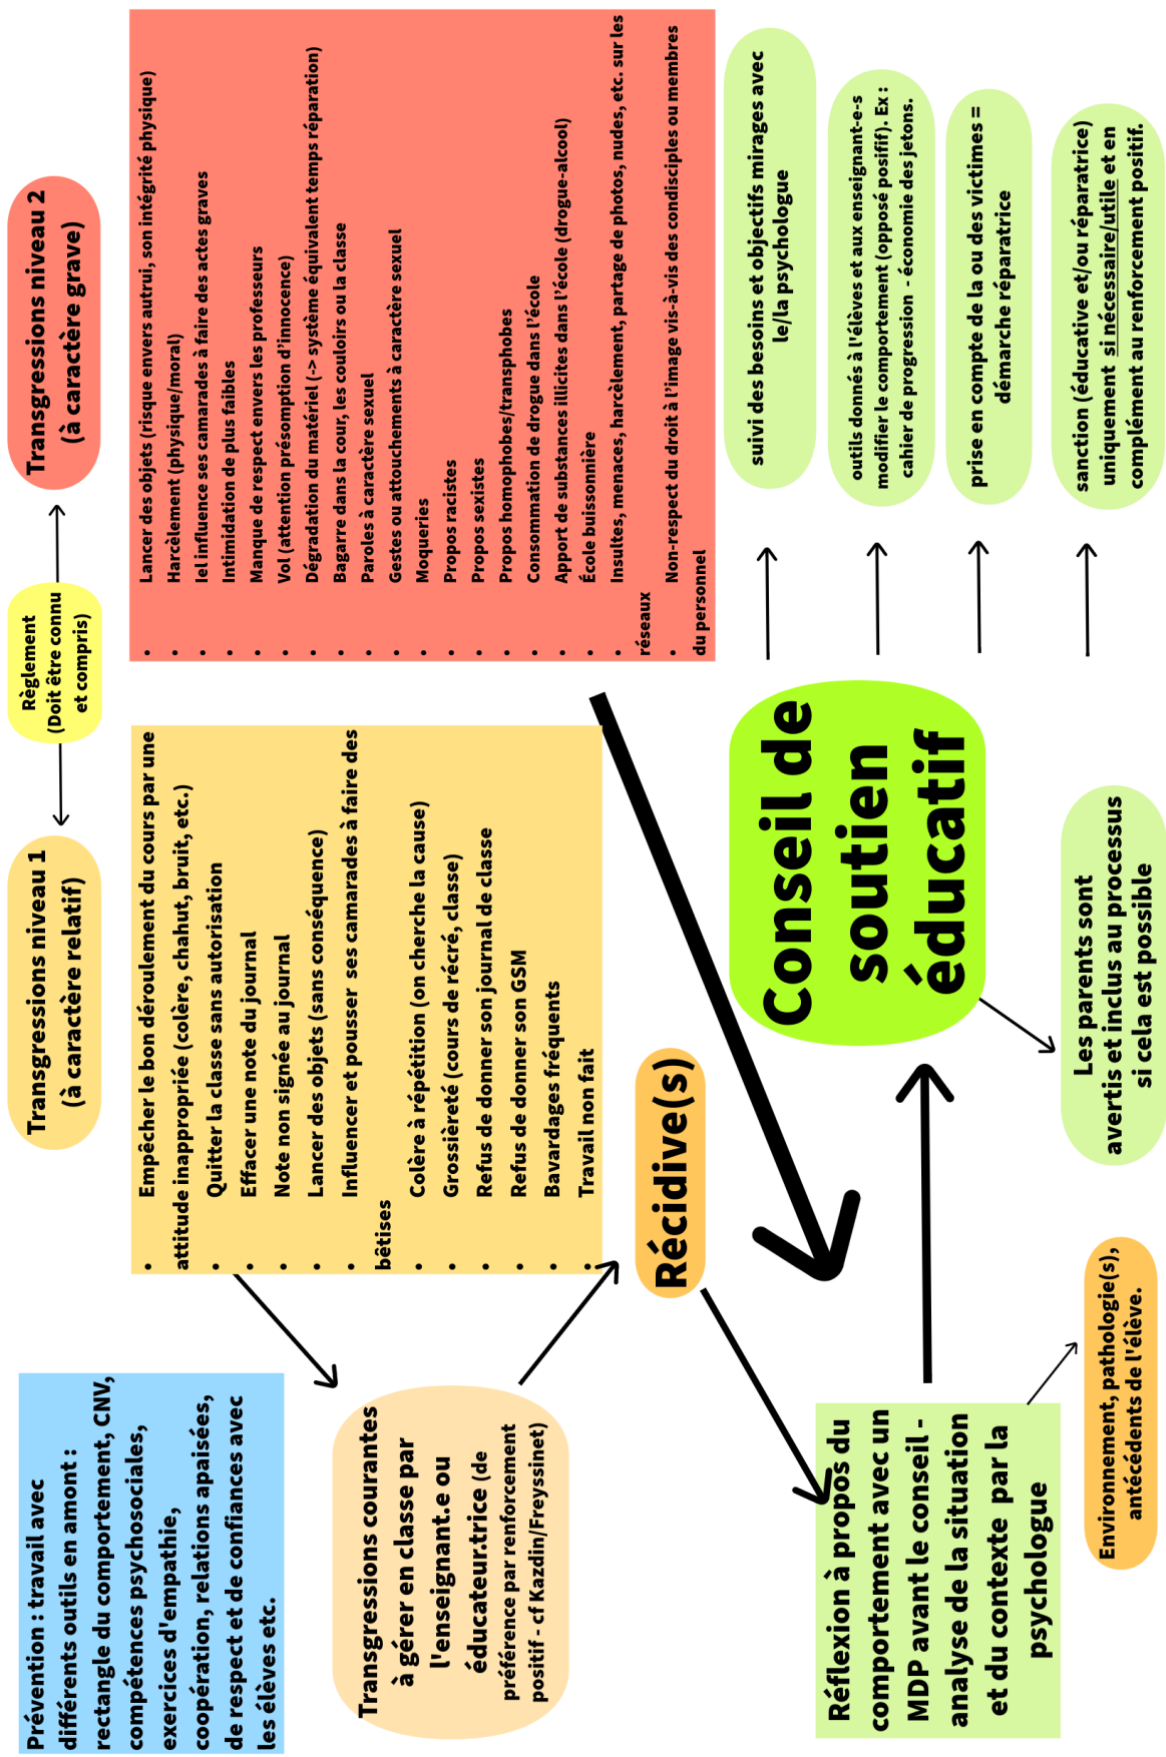 Prévention : travail avec
différents outils en amont :
rectangle du comportement, CNV,
compétences psychosociales,
exercices d'empathie,
coopération, relations apaisées,
de respect et de confiances avec
les élèves etc.
Transgressions niveau 1
(à caractère relatif)
Règlement
(Doit être connu
et compris)
Transgressions niveau 2
(à caractère grave)
• Empêcher le bon déroulement du cours par une
attitude inappropriée (colère, chahut, bruit, etc.)
• Quitter la classe sans autorisation
• Effacer une note du journal
• Note non signée au journal
• Lancer des objets (sans conséquence)
• Influencer et pousser ses camarades à faire des
bêtises
• Colère à répétition (on cherche la cause)
• Grossièreté (cours de récré, classe)
• Refus de donner son journal de classe
• Refus de donner son GSM
• Bavardages fréquents
• Travail non fait
• Lancer des objets (risque envers autrui, son intégrité physique)
• Harcèlement (physique/moral)
• Iel influence ses camarades à faire des actes graves
• Intimidation de plus faibles
• Manque de respect envers les professeurs
• Vol (attention présomption d'innocence)
• Dégradation du matériel (-> système équivalent temps réparation)
• Bagarre dans la cour, les couloirs ou la classe
• Paroles à caractère sexuel
• Gestes ou attouchements à caractère sexuel
• Moqueries
• Propos racistes
• Propos sexistes
• Propos homophobes/transphobes
• Consommation de drogue dans l'école
• Apport de substances illicites dans l'école (drogue-alcool)
• École buissonnière
• Insultes, menaces, harcèlement, partage de photos, nudes, etc. sur les
réseaux
• Non-respect du droit à l'image vis-à-vis des condisciples ou membres
du personnel
Transgressions courantes
à gérer en classe par
l'enseignant.e ou
éducateur.trice (de
préférence par renforcement
positif - cf Kazdin/Freyssinet)
Récidive(s)
Réflexion à propos du
comportement avec un
MDP avant le conseil -
analyse de la situation
et du contexte par la
psychologue
Environnement, pathologie(s),
antécédents de l'élève.
Conseil de
soutien
éducatif
Les parents sont
avertis et inclus au processus
si cela est possible
suivi des besoins et objectifs mirages avec
le/la psychologue
outils donnés à l'élèves et aux enseignant-e-s
modifier le comportement (opposé posifif). Ex :
cahier de progression - économie des jetons.
prise en compte de la ou des victimes =
démarche réparatrice
sanction (éducative et/ou réparatrice)
uniquement si nécessaire/utile et en
complément au renforcement positif.